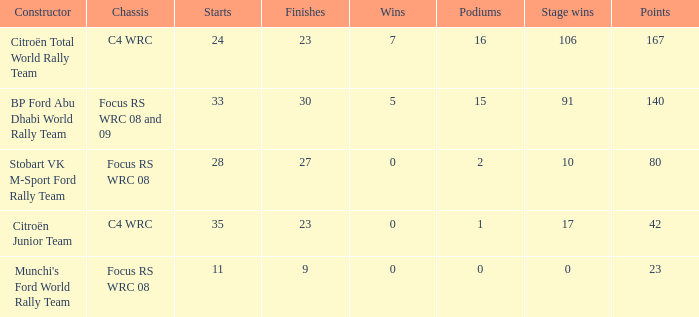 Constructor Chassis Starts Finishes Wins Podiums Stage wins Points
Citroën Total World Rally Team C4 WRC 24 23 7 16 106 167
BP Ford Abu Dhabi World Rally Team Focus RS WRC 08 and 09 33 30 5 15 91 140
Stobart VK M-Sport Ford Rally Team Focus RS WRC 08 28 27 0 2 10 80
Citroën Junior Team C4 WRC 35 23 0 1 17 42
Munchi's Ford World Rally Team Focus RS WRC 08 11 9 0 0 0 23